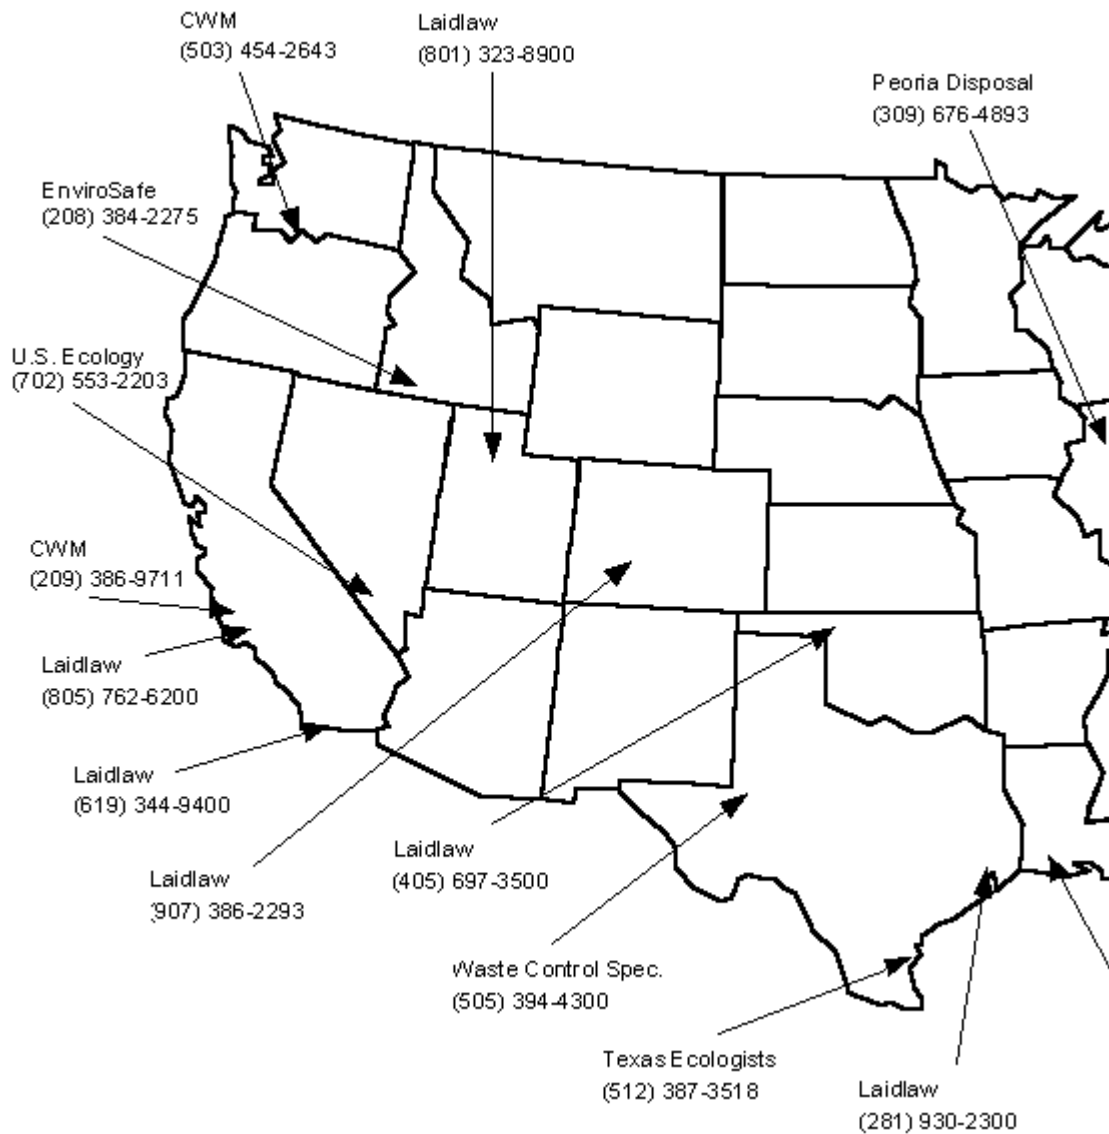 CWM
(503) 454-2643
Laidlaw
(801) 323-8900
Peoria Disposal
(309) 676-4893
EnviroSafe
(208) 384-2275
U.S. Ecology
(702) 553-2203
CWM
(209) 386-9711
Laidlaw
(805) 762-6200
Laidlaw
(619) 344-9400
Laidlaw
(907) 386-2293
Laidlaw
(405) 697-3500
Waste Control Spec.
(505) 394-4300
Texas Ecologists
(512) 387-3518
Laidlaw
(281) 930-2300